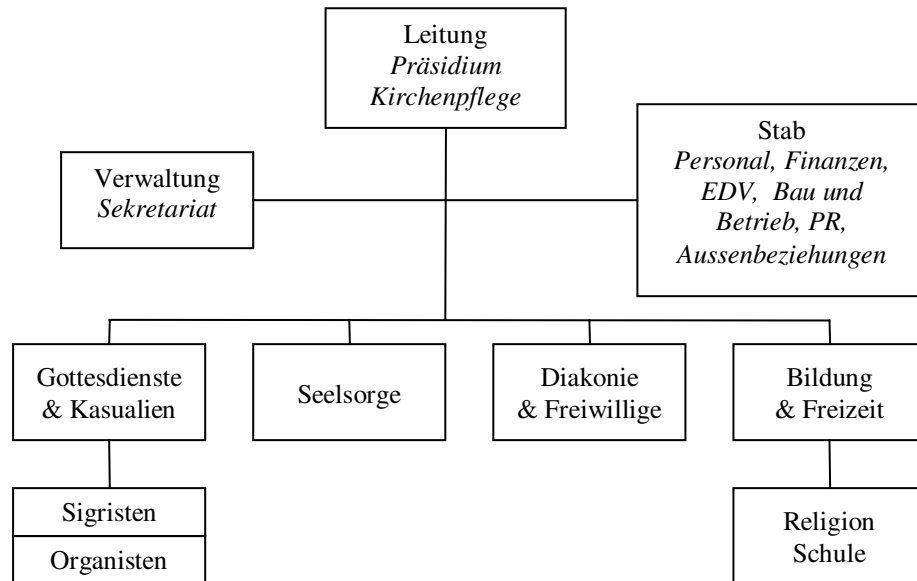 Leitung
Präsidium
Kirchenpflege
Stab
Personal, Finanzen,
EDV, Bau und
Betrieb, PR,
Aussenbeziehungen
Verwaltung
Sekretariat
Gottesdienste
& Kasualien
Seelsorge
Diakonie
& Freiwillige
Bildung
& Freizeit
Sigristen
Organisten
Religion
Schule